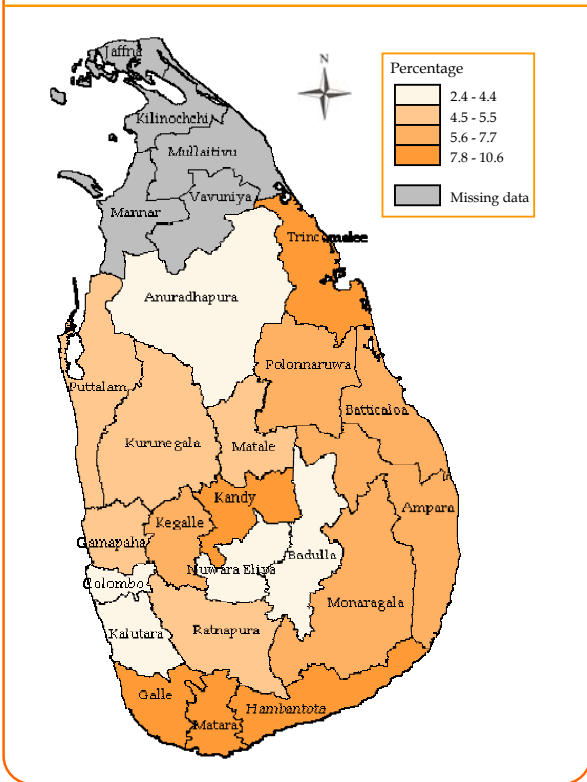 Jaffna
N
Percentage
2.4 - 4.4
4.5 - 5.5
5.6 - 7.7
7.8 - 10.6
Missing data
Kilinochchi
Mullaitivu
Vavuniya
Mannar
Trincomalee
Anuradhapura
Polonnaruwa
Puttalam
Batticaloa
Kurunegala
Matale
Kandy
Ampara
Kegalle
Gamapaha
Badulla
Nuwara Eliya
Colombo
Monaragala
Kalutara
Ratnapura
Galle
Hambantota
Matara